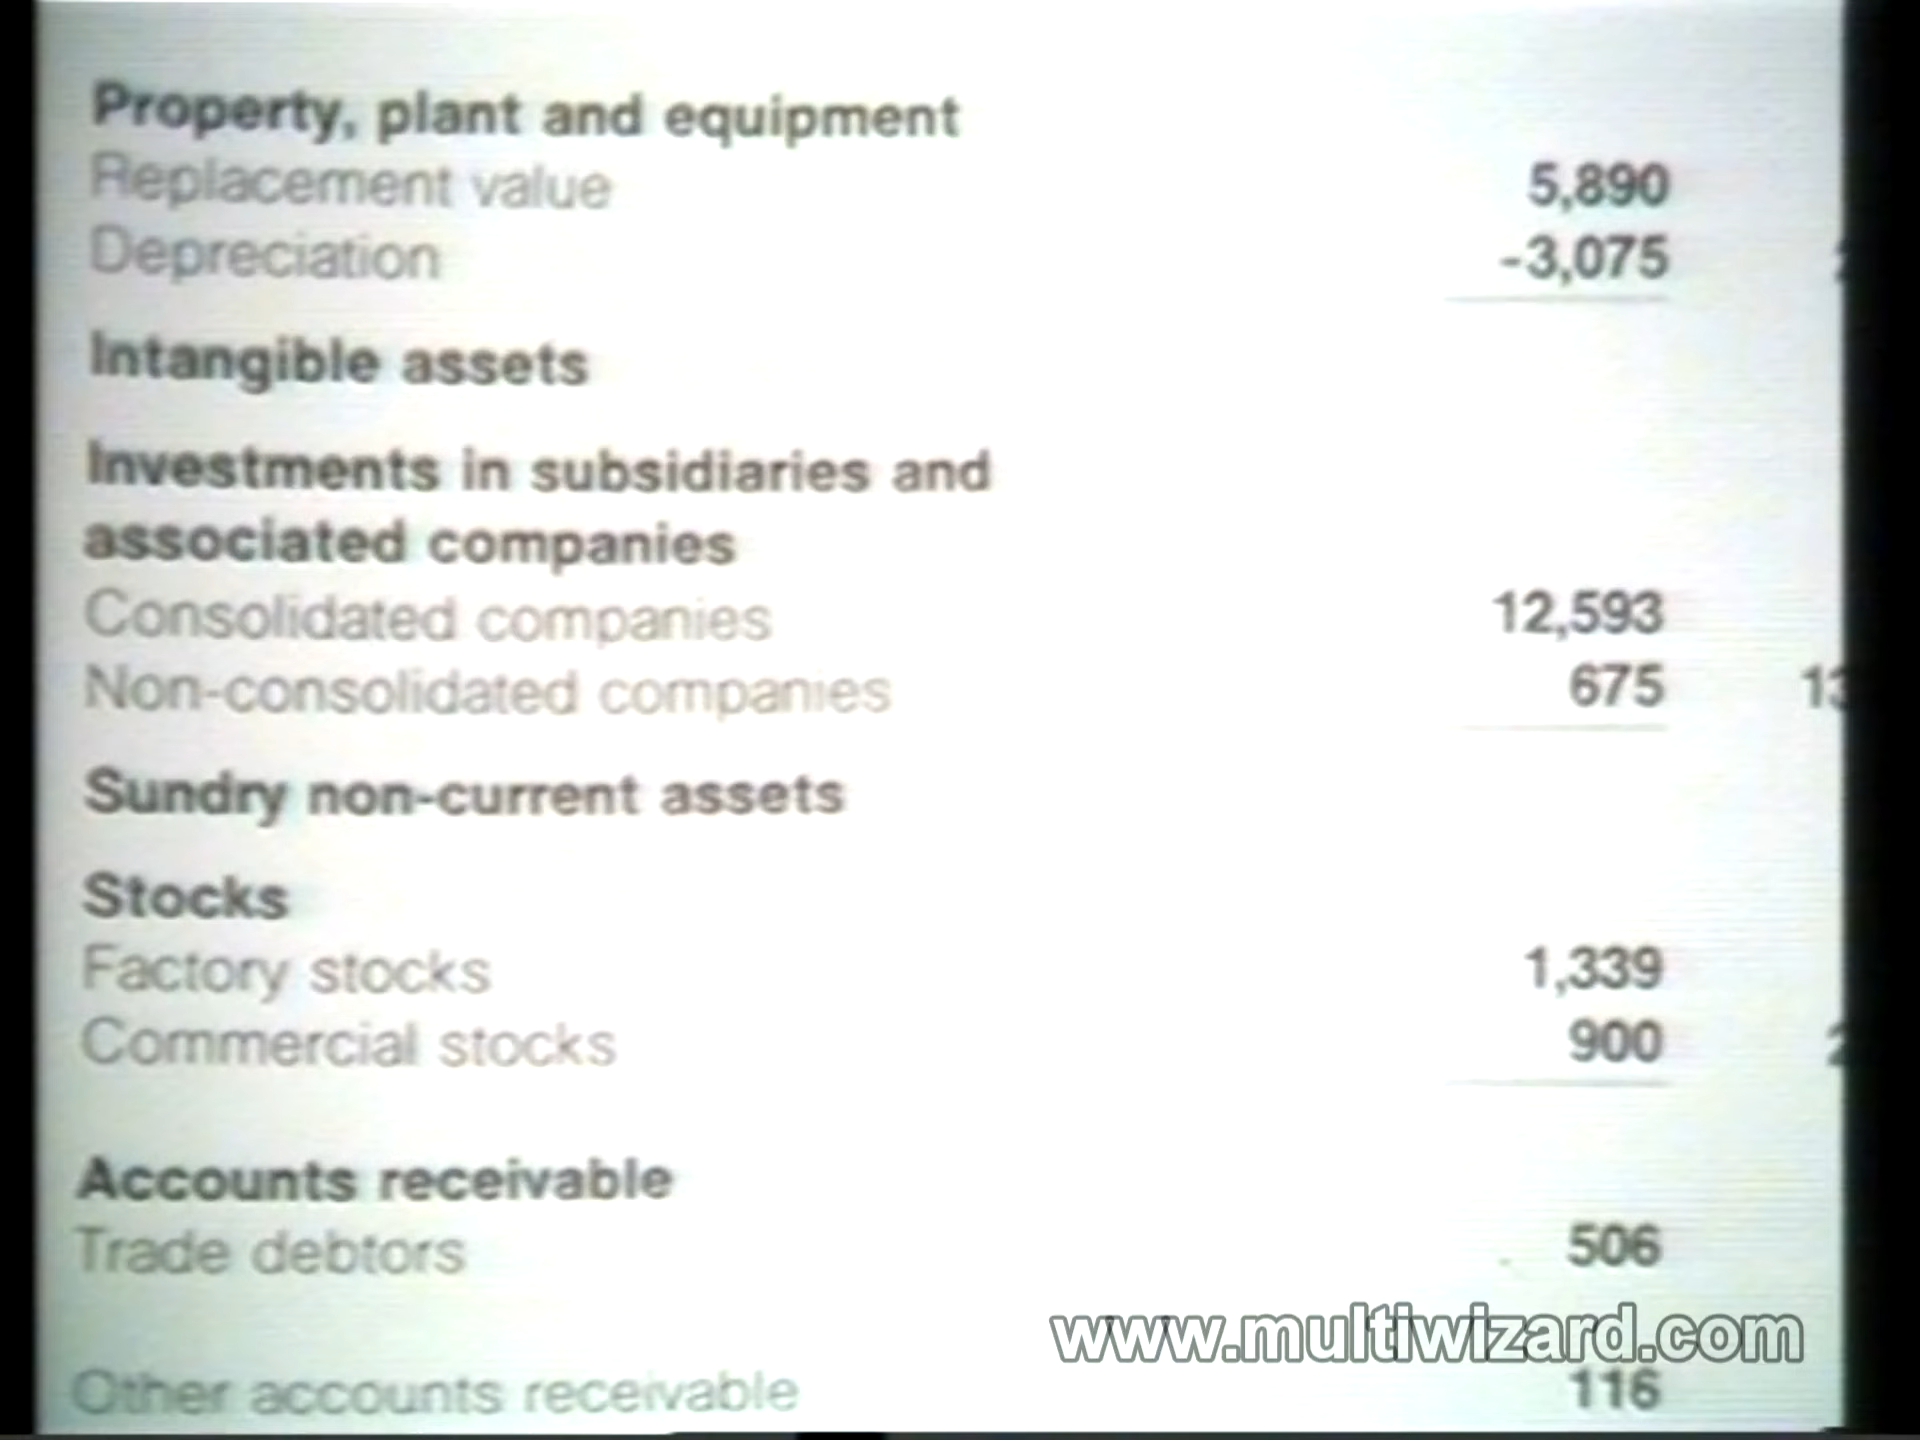 Property, plant and equipment
Replacement value 5,890
Depreciation -3,075
Intangible assets
Investments in subsidiaries and
associated companies
Consolidated companies 12,593
Non-consolidated companies 675 13
Sundry non-current assets
Stocks
Factory stocks 1,339
Commercial stocks 900 2
Accounts receivable
Trade debtors 506
www.multiwizard.com
Other accounts receivable 116